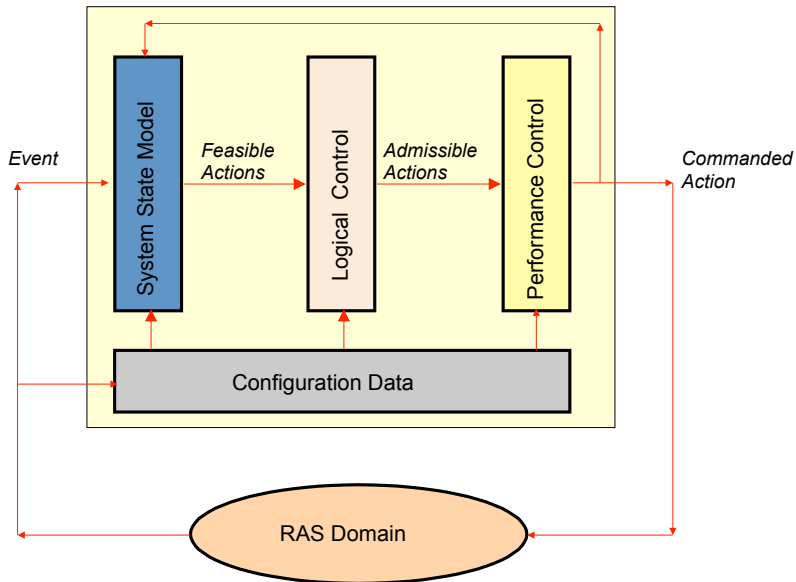 Event
System State Model
Feasible
Actions
Logical Control
Admissible
Actions
Performance Control
Commanded
Action
Configuration Data
RAS Domain